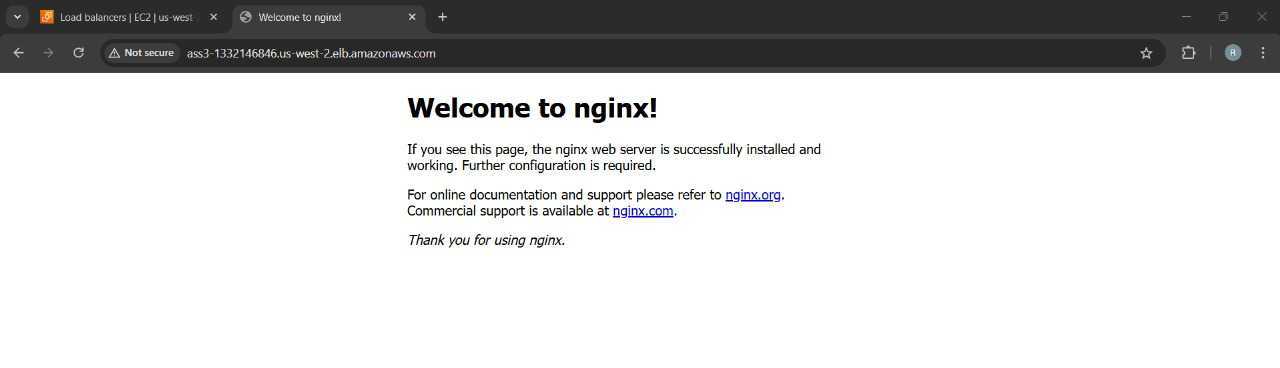 Load balancers | EC2 | us-west
Welcome to nginx!
Not secure
ass3-1332146846.us-west-2.elb.amazonaws.com
R
Welcome to nginx!
If you see this page, the nginx web server is successfully installed and
working. Further configuration is required.
For online documentation and support please refer to nginx.org.
Commercial support is available at nginx.com.
Thank you for using nginx.